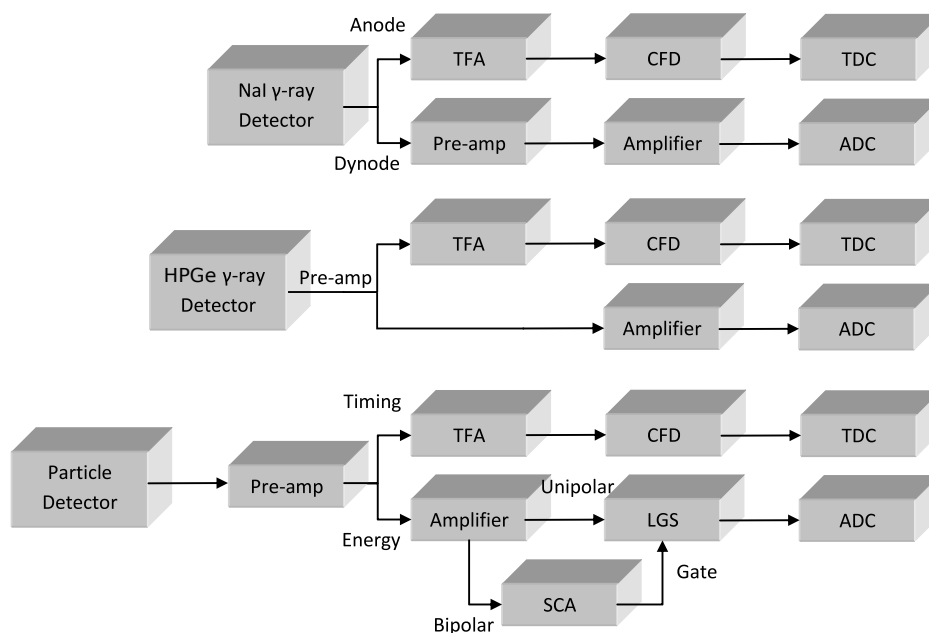 Anode
TFA
CFD
TDC
NaI γ-ray
Detector
Pre-amp
Amplifier
ADC
Dynode
TFA
CFD
TDC
HPGe γ-ray
Detector
Pre-amp
Amplifier
ADC
Timing
TFA
CFD
TDC
Particle
Detector
Pre-amp
Unipolar
Amplifier
LGS
ADC
Energy
Gate
SCA
Bipolar